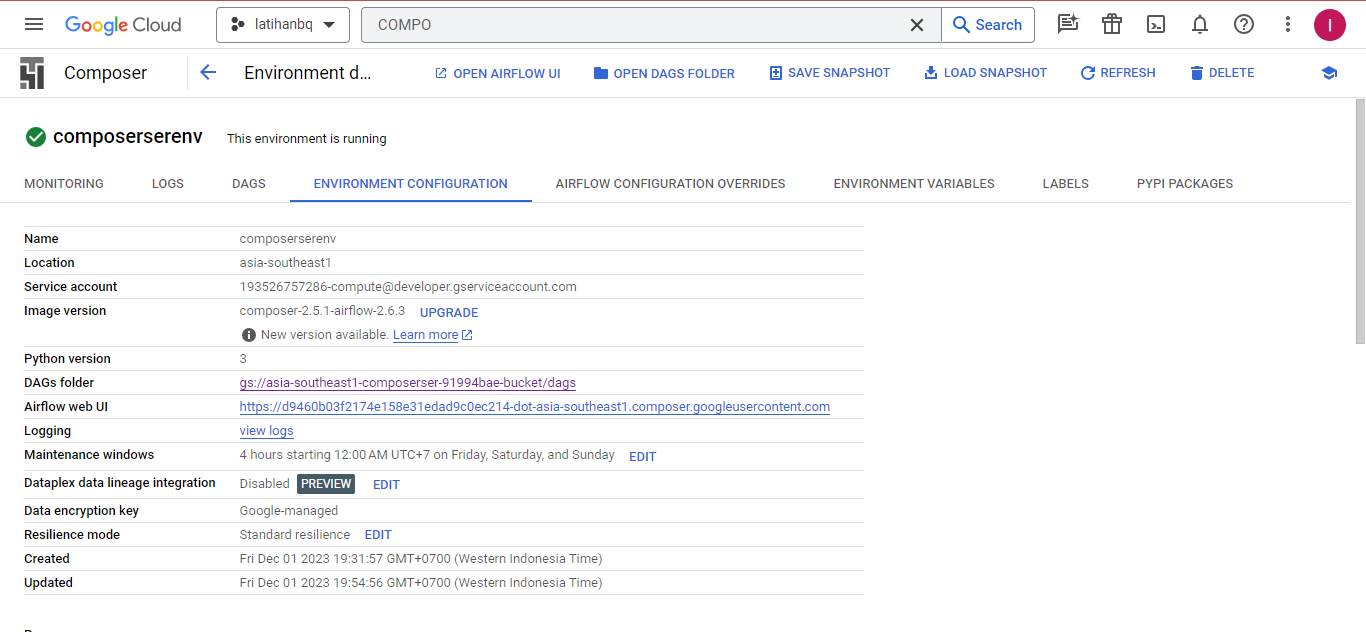 Google Cloud latihanbq COMPO Search I
Composer Environment d... OPEN AIRFLOW UI OPEN DAGS FOLDER SAVE SNAPSHOT LOAD SNAPSHOT REFRESH DELETE
composerserenv This environment is running
MONITORING LOGS DAGS ENVIRONMENT CONFIGURATION AIRFLOW CONFIGURATION OVERRIDES ENVIRONMENT VARIABLES LABELS PYPI PACKAGES
Name composerserenv
Location asia-southeast1
Service account 193526757286-compute@developer.gserviceaccount.com
Image version composer-2.5.1-airflow-2.6.3 UPGRADE
New version available. Learn more
Python version 3
DAGs folder gs://asia-southeast1-composerser-91994bae-bucket/dags
Airflow web UI https://d9460b03f2174e158e31edad9c0ec214-dot-asia-southeast1.composer.googleusercontent.com
Logging view logs
Maintenance windows 4 hours starting 12:00 AM UTC+7 on Friday, Saturday, and Sunday EDIT
Dataplex data lineage integration Disabled PREVIEW EDIT
Data encryption key Google-managed
Resilience mode Standard resilience EDIT
Created Fri Dec 01 2023 19:31:57 GMT+0700 (Western Indonesia Time)
Updated Fri Dec 01 2023 19:54:56 GMT+0700 (Western Indonesia Time)